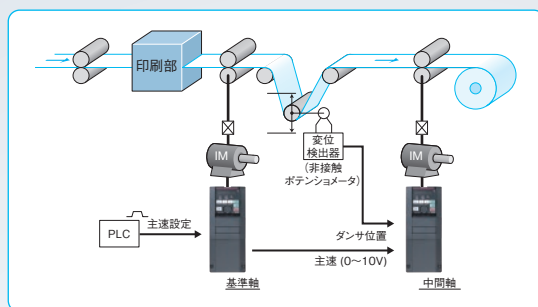 印刷部
IM
変位
検出器
(非接触
ポテンショメータ)
IM
PLC
主速設定
ダンサ位置
主速 (0〜10V)
基準軸
中間軸